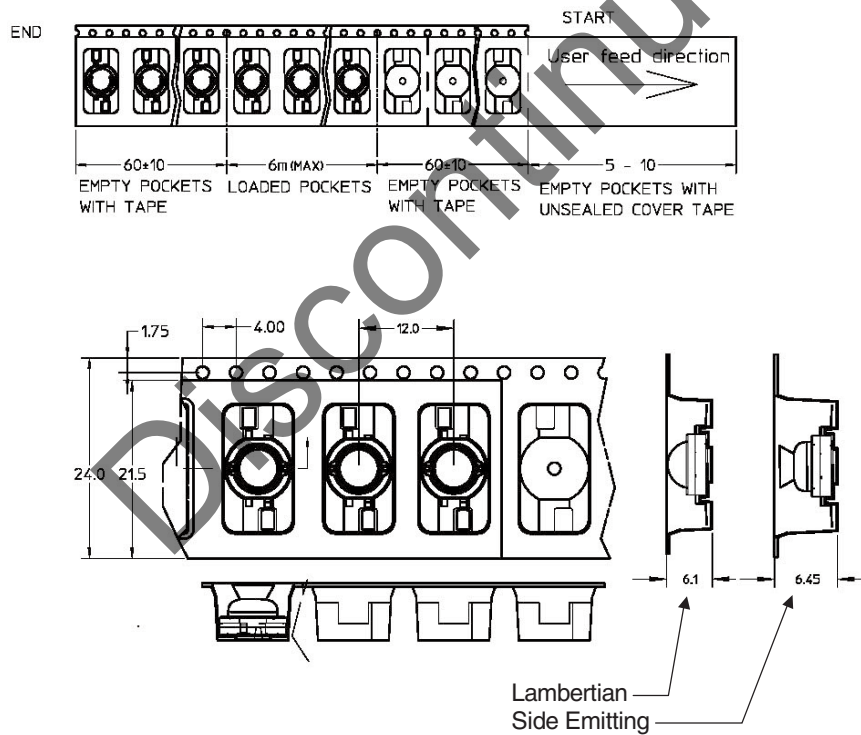 START
END
User feed direction
60±10 6m(MAX) 60±10 5 - 10
EMPTY POCKETS LOADED POCKETS EMPTY POCKETS EMPTY POCKETS WITH
WITH TAPE WITH TAPE UNSEALED COVER TAPE
1.75 4.00 12.0
24.0 21.5
6.1 6.45
Lambertian
Side Emitting
Discontinu